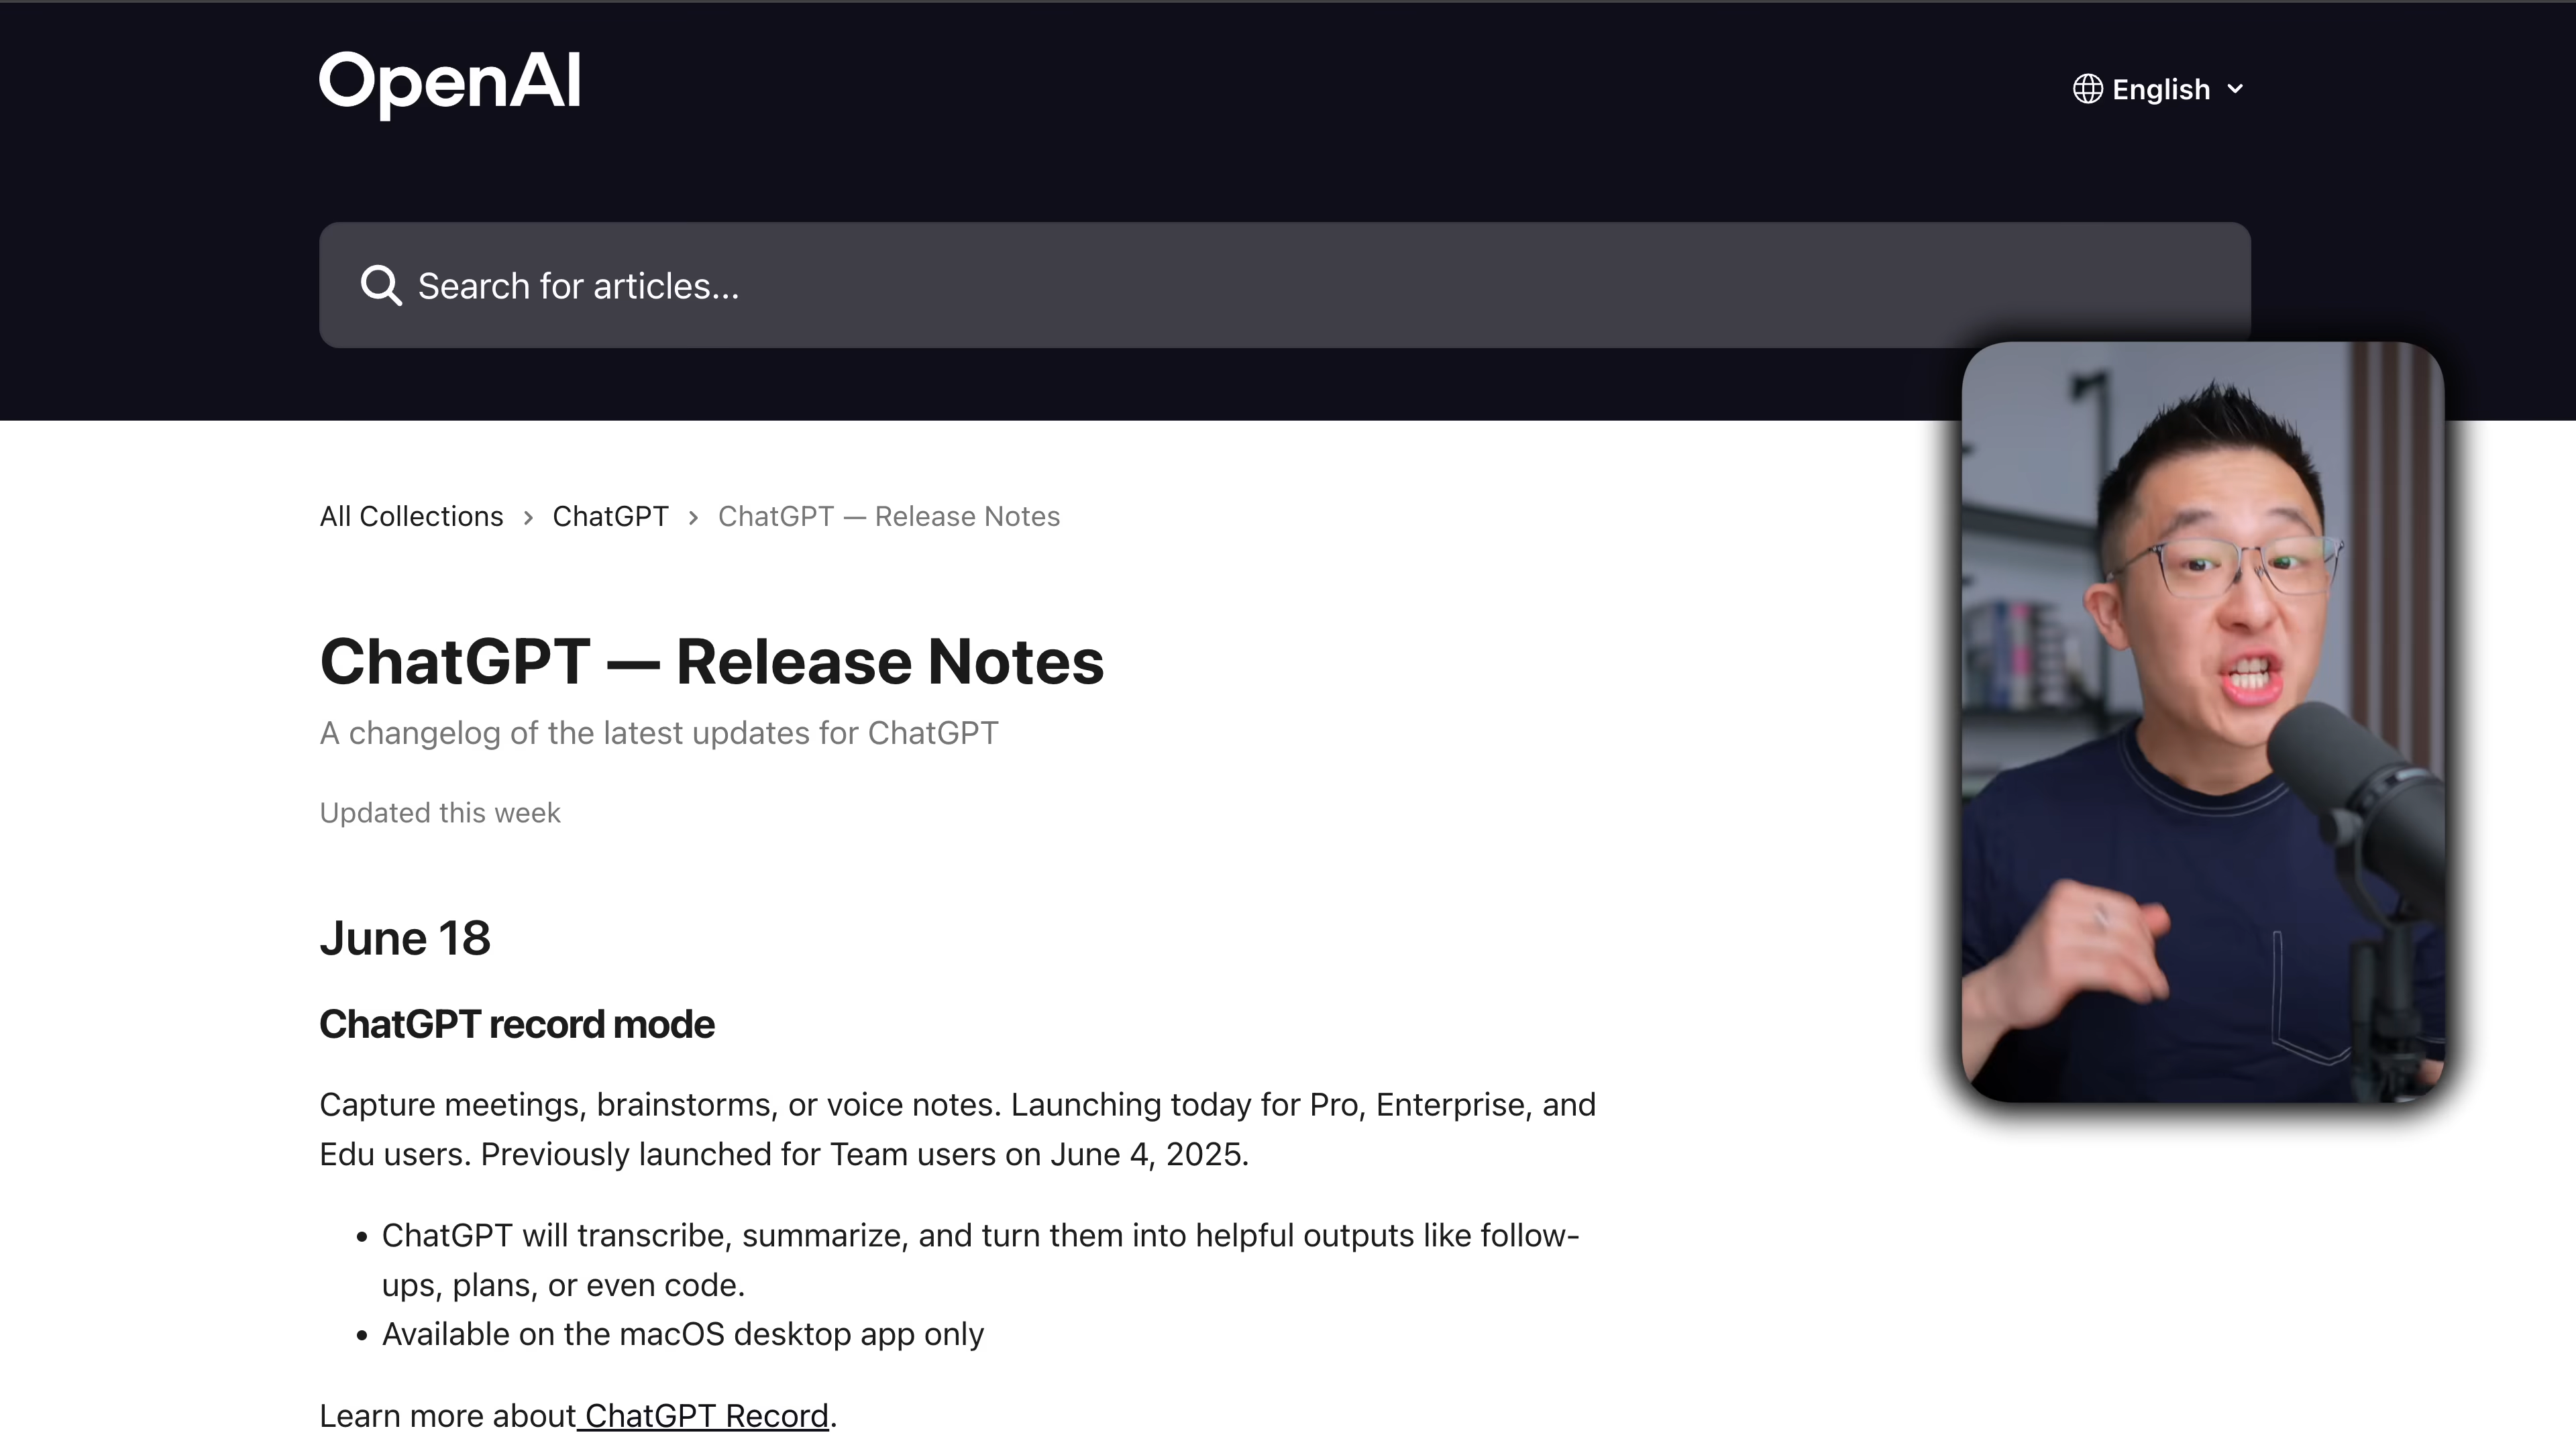 OpenAI
English
Search for articles...
All Collections > ChatGPT > ChatGPT — Release Notes
ChatGPT — Release Notes
A changelog of the latest updates for ChatGPT
Updated this week
June 18
ChatGPT record mode
Capture meetings, brainstorms, or voice notes. Launching today for Pro, Enterprise, and
Edu users. Previously launched for Team users on June 4, 2025.
• ChatGPT will transcribe, summarize, and turn them into helpful outputs like follow-
ups, plans, or even code.
• Available on the macOS desktop app only
Learn more about ChatGPT Record.